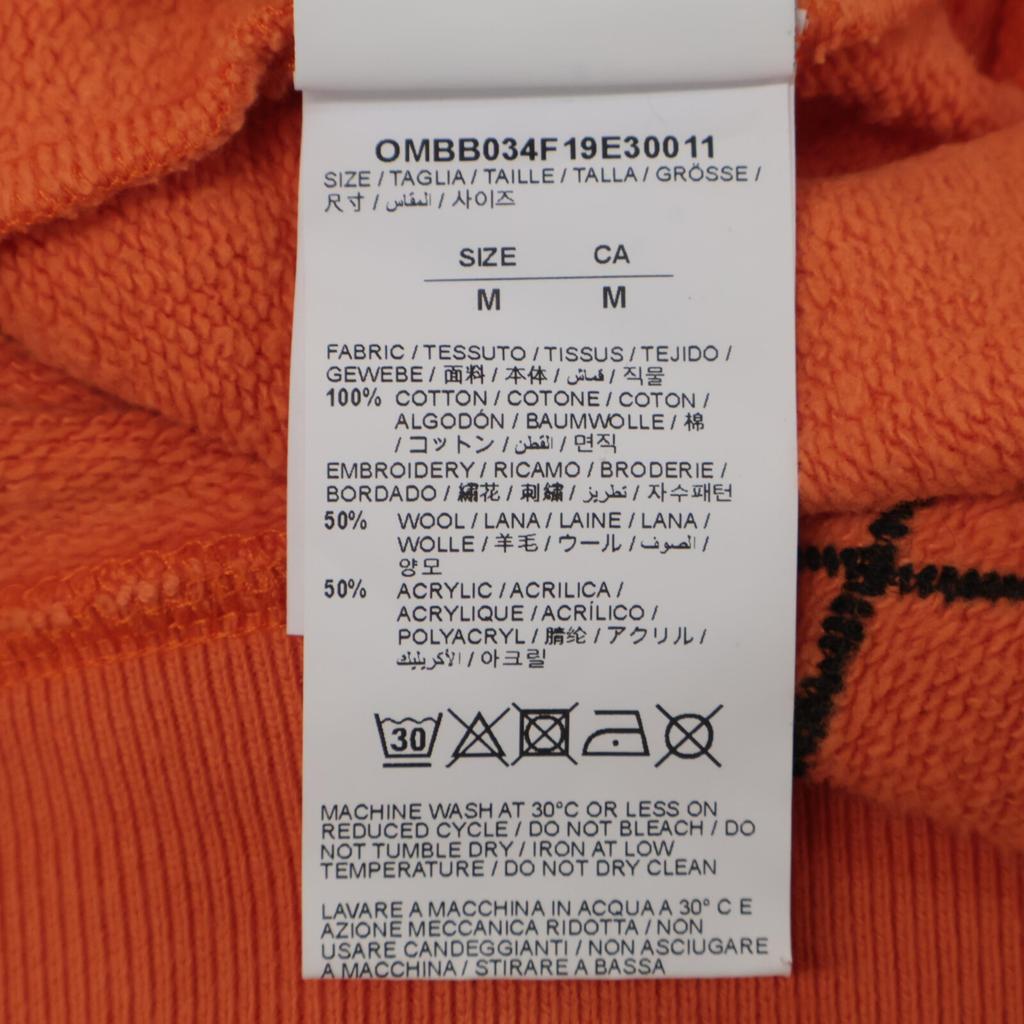 OMBB034F19E30011
SIZE / TAGLIA / TAILLE / TALLA / GRÖSSE /
尺寸 / المقاس / 사이즈
SIZE CA
M M
FABRIC / TESSUTO / TISSUS / TEJIDO /
GEWEBE / 面料 / 本体 / قماش / 직물
100% COTTON / COTONE / COTON /
ALGODÓN / BAUMWOLLE / 棉
/ コットン / القطن / 면직
EMBROIDERY / RICAMO / BRODERIE /
BORDADO / 繡花 / 刺繍 / تطريز / 자수패턴
50% WOOL / LANA / LAINE / LANA /
WOLLE / 羊毛 / ウール / الصوف /
양모
50% ACRYLIC / ACRILICA /
ACRYLIQUE / ACRÍLICO /
POLYACRYL / 腈纶 / アクリル /
الأكريليك / 아크릴
30
MACHINE WASH AT 30°C OR LESS ON
REDUCED CYCLE / DO NOT BLEACH / DO
NOT TUMBLE DRY / IRON AT LOW
TEMPERATURE / DO NOT DRY CLEAN
LAVARE A MACCHINA IN ACQUA A 30° C E
AZIONE MECCANICA RIDOTTA / NON
USARE CANDEGGIANTI / NON ASCIUGARE
A MACCHINA / STIRARE A BASSA